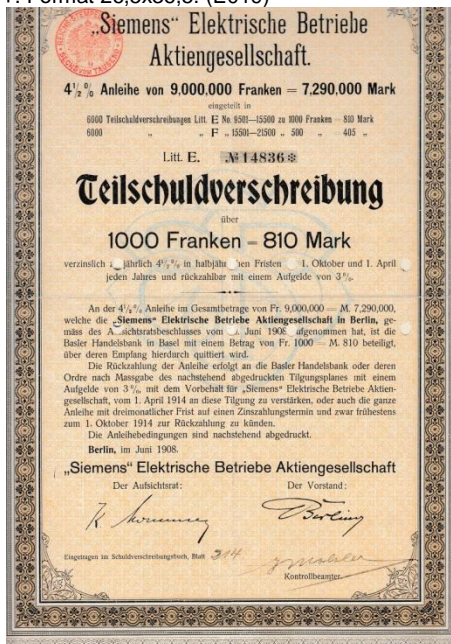 „Siemens“ Elektrische Betriebe
Aktiengesellschaft.
4 1/2 % Anleihe von 9,000,000 Franken = 7,290,000 Mark
eingeteilt in
6000 Teilschuldverschreibungen Litt. E No. 9501—15500 zu 1000 Franken = 810 Mark
6000 „ „ F „ 15501—21500 „ 500 „ 405 „
Litt. E. № 14836
Teilschuldverschreibung
über
1000 Franken = 810 Mark
verzinslich jährlich 4 1/2 % in halbjährlichen Fristen 1. Oktober und 1. April
jeden Jahres und rückzahlbar mit einem Aufgelde von 3 %.
An der 4 1/2 % Anleihe im Gesamtbetrage von Fr. 9,000,000 = M. 7,290,000,
welche die „Siemens“ Elektrische Betriebe Aktiengesellschaft in Berlin, ge-
mäss des Aufsichtsratsbeschlusses vom Juni 1908 aufgenommen hat, ist die
Basler Handelsbank in Basel mit einem Betrag von Fr. 1000 = M. 810 beteiligt,
über deren Empfang hierdurch quittiert wird.
Die Rückzahlung der Anleihe erfolgt an die Basler Handelsbank oder deren
Ordre nach Massgabe des nachstehend abgedruckten Tilgungsplanes mit einem
Aufgelde von 3 %, mit dem Vorbehalt für „Siemens“ Elektrische Betriebe Aktien-
gesellschaft, vom 1. April 1914 an diese Tilgung zu verstärken, oder auch die ganze
Anleihe mit dreimonatlicher Frist auf einen Zinszahlungstermin und zwar frühestens
zum 1. Oktober 1914 zur Rückzahlung zu künden.
Die Anleihebedingungen sind nachstehend abgedruckt.
Berlin, im Juni 1908.
„Siemens“ Elektrische Betriebe Aktiengesellschaft
Der Aufsichtsrat: Der Vorstand:
Eingetragen im Schuldverschreibungsbuch, Blatt 314
Kontrollbeamter.